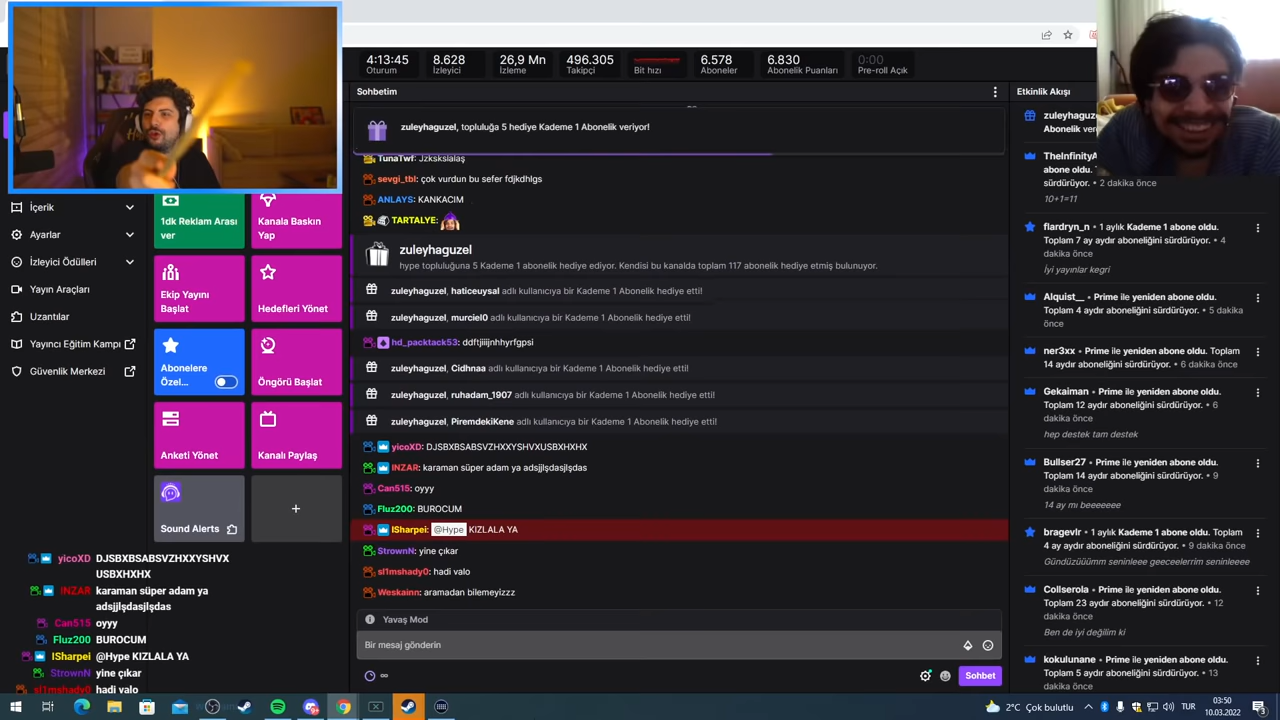 4:13:45
Oturum
8.628
İzleyici
26,9 Mn
İzleme
496.305
Takipçi
Bit hızı
6.578
Aboneler
6.830
Abonelik Puanları
0:00
Pre-roll Açık
İçerik
Ayarlar
İzleyici Ödülleri
Yayın Araçları
Uzantılar
Yayıncı Eğitim Kampı
Güvenlik Merkezi
1dk Reklam Arası
ver
Kanala Baskın
Yap
Ekip Yayını
Başlat
Hedefleri Yönet
Abonelere
Özel...
Öngörü Başlat
Anketi Yönet
Kanalı Paylaş
Sound Alerts
+
yicoXD DJSBXBSABSVZHXXYSHVX
USBXHXHX
INZAR karaman süper adam ya
adsjjlşdasjlşdas
Can515 oyyy
Fluz200 BUROCUM
ISharpei @Hype KIZLALA YA
StrownN yine çıkar
sl1mshady0 hadi valo
Sohbetim
zuleyhaguzel, topluluğa 5 hediye Kademe 1 Abonelik veriyor!
TunaTwf: Jzksksialaş
sevgi_tbl: çok vurdun bu sefer fdjkdhlgs
ANLAYS: KANKACIM
TARTALYE:
zuleyhaguzel
hype topluluğuna 5 Kademe 1 abonelik hediye ediyor. Kendisi bu kanalda toplam 117 abonelik hediye etmiş bulunuyor.
zuleyhaguzel, haticeuysal adlı kullanıcıya bir Kademe 1 Abonelik hediye etti!
zuleyhaguzel, murciel0 adlı kullanıcıya bir Kademe 1 Abonelik hediye etti!
hd_packtack53: ddftjiiijnhhyrfgpsi
zuleyhaguzel, Cidhnaa adlı kullanıcıya bir Kademe 1 Abonelik hediye etti!
zuleyhaguzel, ruhadam_1907 adlı kullanıcıya bir Kademe 1 Abonelik hediye etti!
zuleyhaguzel, PiremdekiKene adlı kullanıcıya bir Kademe 1 Abonelik hediye etti!
yicoXD: DJSBXBSABSVZHXXYSHVXUSBXHXHX
INZAR: karaman süper adam ya adsjjlşdasjlşdas
Can515: oyyy
Fluz200: BUROCUM
ISharpei: @Hype KIZLALA YA
StrownN: yine çıkar
sl1mshady0: hadi valo
Weskainn: aramadan bilemeyizzz
Yavaş Mod
Bir mesaj gönderin
Sohbet
Etkinlik Akışı
zuleyhaguze
Abonelik ver
TheInfinityA
abone oldu.
sürdürüyor. • 2 dakika önce
10+1=11
flardryn_n • 1 aylık Kademe 1 abone oldu.
Toplam 7 ay aydır aboneliğini sürdürüyor. • 4
dakika önce
İyi yayınlar kegri
Alquist__ • Prime ile yeniden abone oldu.
Toplam 4 aydır aboneliğini sürdürüyor. • 5 dakika
önce
ner3xx • Prime ile yeniden abone oldu. Toplam
14 aydır aboneliğini sürdürüyor. • 6 dakika önce
Gekaiman • Prime ile yeniden abone oldu.
Toplam 12 aydır aboneliğini sürdürüyor. • 6
dakika önce
hep destek tam destek
Bullser27 • Prime ile yeniden abone oldu.
Toplam 14 aydır aboneliğini sürdürüyor. • 9
dakika önce
14 ay mı beeeeeee
bragevlr • 1 aylık Kademe 1 abone oldu. Toplam
4 ay aydır aboneliğini sürdürüyor. • 9 dakika önce
Gündüzüüümm seninleee geeceelerrim seninleeee
Collserola • Prime ile yeniden abone oldu.
Toplam 23 aydır aboneliğini sürdürüyor. • 12
dakika önce
Ben de iyi değilim ki
kokulunane • Prime ile yeniden abone oldu.
Toplam 5 aydır aboneliğini sürdürüyor. • 13
dakika önce
2°C Çok bulutlu
TUR
03:50
10.03.2022
3